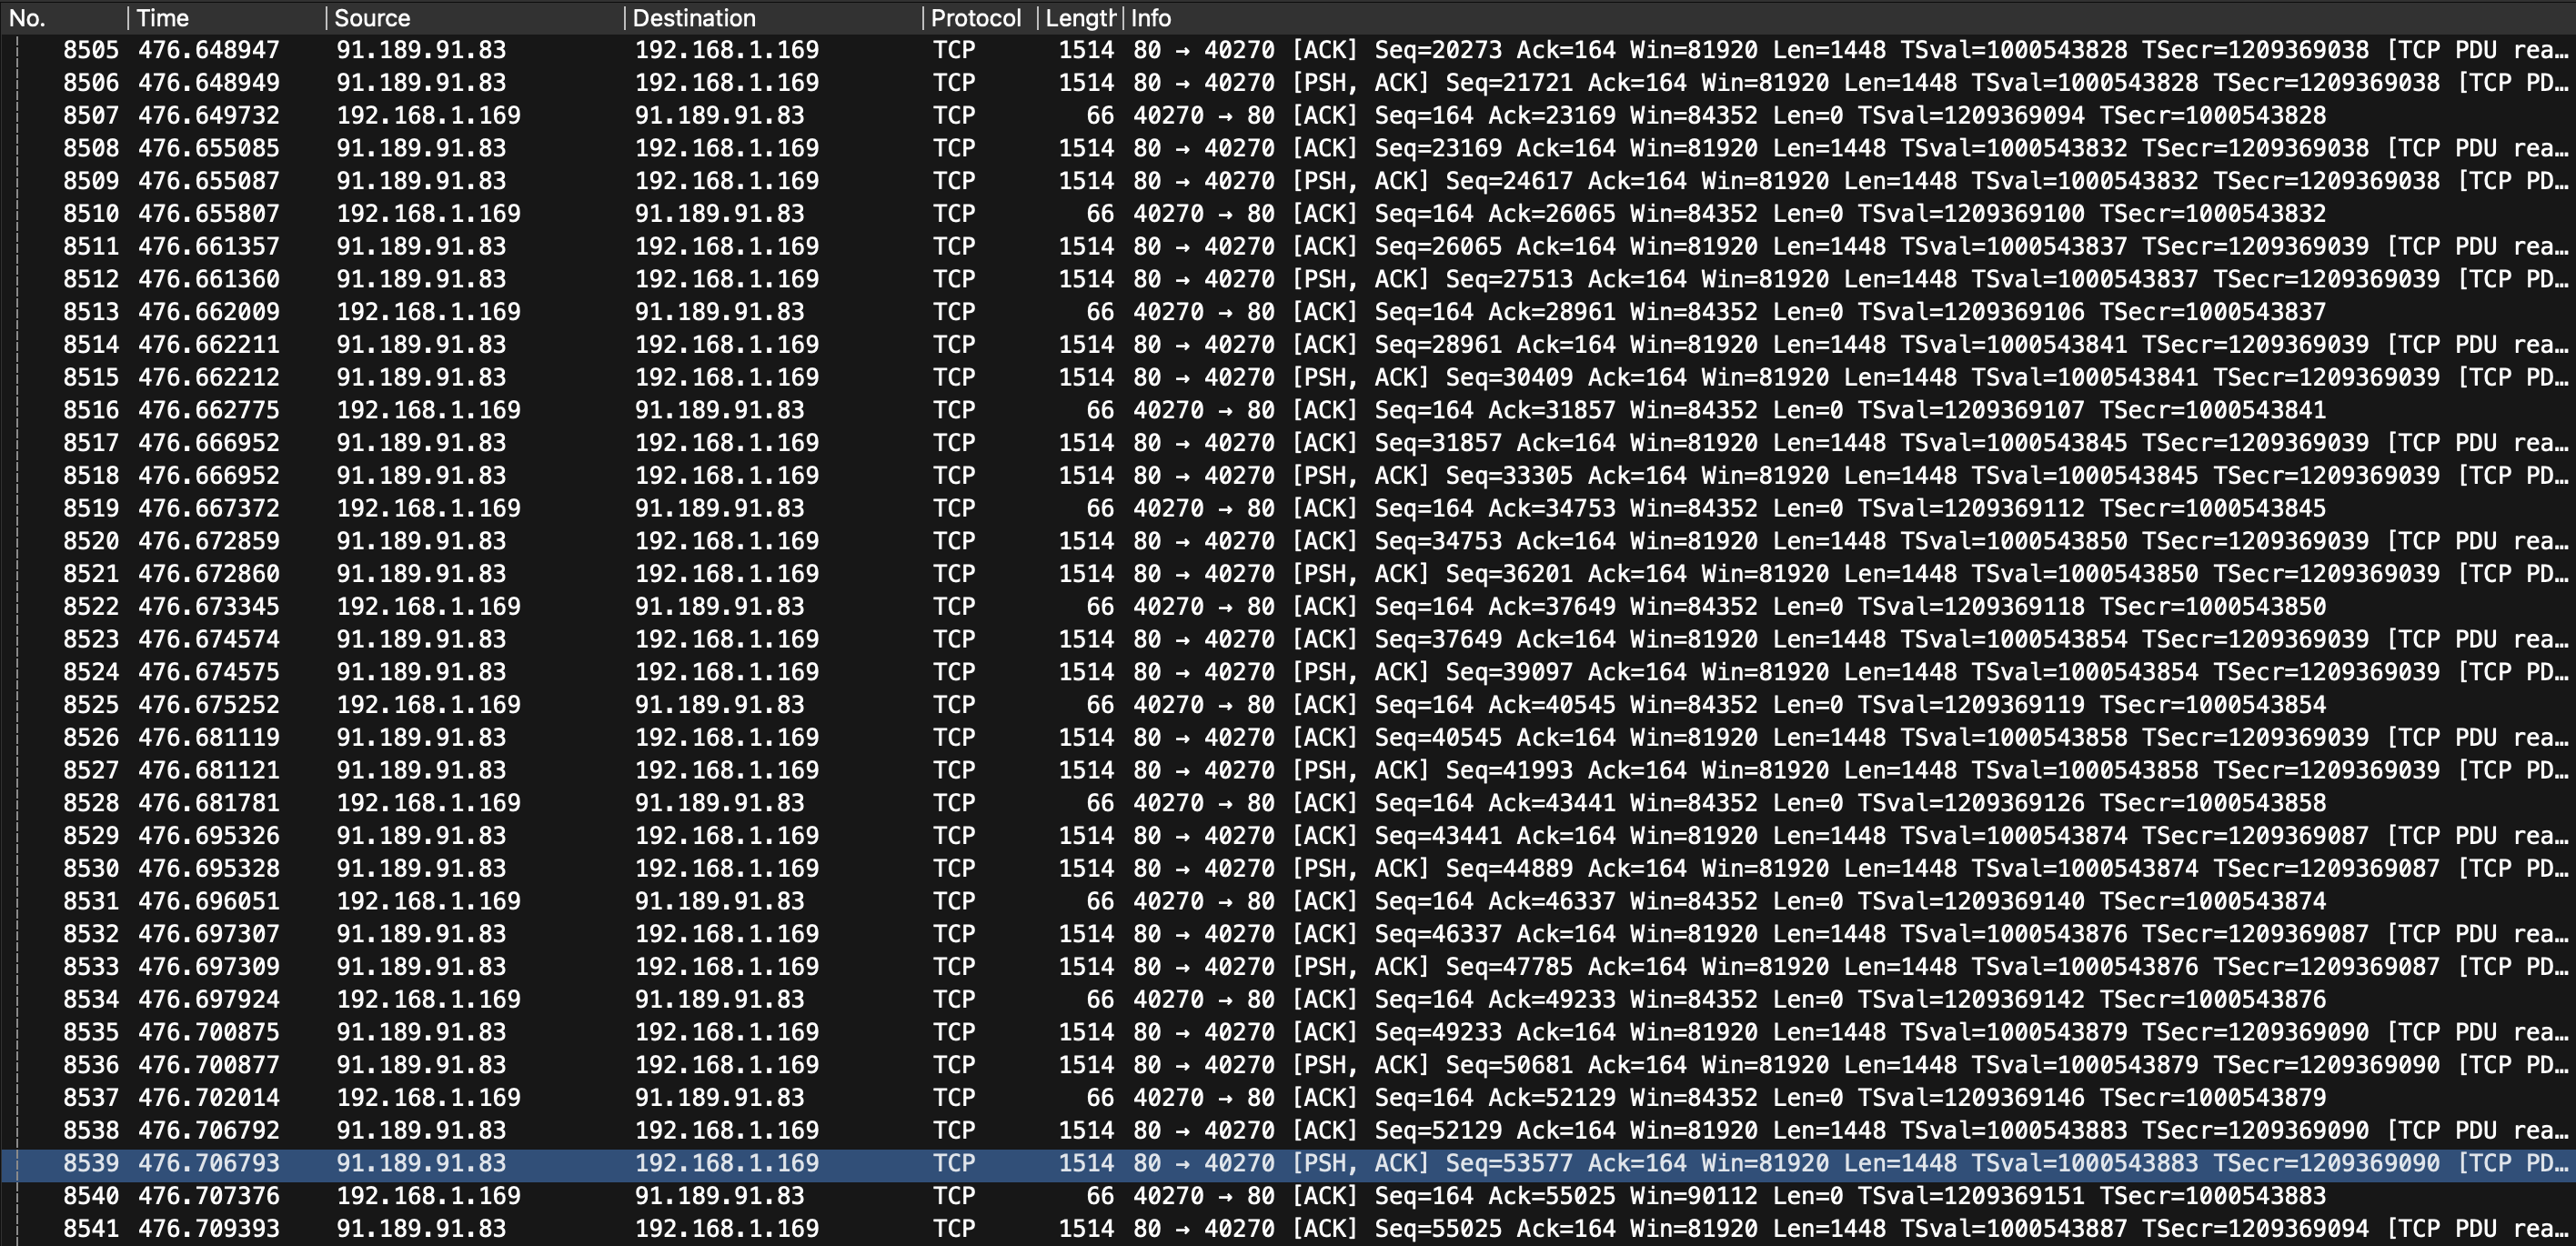 No. Time Source Destination Protocol Length Info
8505 476.648947 91.189.91.83 192.168.1.169 TCP 1514 80 → 40270 [ACK] Seq=20273 Ack=164 Win=81920 Len=1448 TSval=1000543828 TSecr=1209369038 [TCP PDU rea…
8506 476.648949 91.189.91.83 192.168.1.169 TCP 1514 80 → 40270 [PSH, ACK] Seq=21721 Ack=164 Win=81920 Len=1448 TSval=1000543828 TSecr=1209369038 [TCP PD…
8507 476.649732 192.168.1.169 91.189.91.83 TCP 66 40270 → 80 [ACK] Seq=164 Ack=23169 Win=84352 Len=0 TSval=1209369094 TSecr=1000543828
8508 476.655085 91.189.91.83 192.168.1.169 TCP 1514 80 → 40270 [ACK] Seq=23169 Ack=164 Win=81920 Len=1448 TSval=1000543832 TSecr=1209369038 [TCP PDU rea…
8509 476.655087 91.189.91.83 192.168.1.169 TCP 1514 80 → 40270 [PSH, ACK] Seq=24617 Ack=164 Win=81920 Len=1448 TSval=1000543832 TSecr=1209369038 [TCP PD…
8510 476.655807 192.168.1.169 91.189.91.83 TCP 66 40270 → 80 [ACK] Seq=164 Ack=26065 Win=84352 Len=0 TSval=1209369100 TSecr=1000543832
8511 476.661357 91.189.91.83 192.168.1.169 TCP 1514 80 → 40270 [ACK] Seq=26065 Ack=164 Win=81920 Len=1448 TSval=1000543837 TSecr=1209369039 [TCP PDU rea…
8512 476.661360 91.189.91.83 192.168.1.169 TCP 1514 80 → 40270 [PSH, ACK] Seq=27513 Ack=164 Win=81920 Len=1448 TSval=1000543837 TSecr=1209369039 [TCP PD…
8513 476.662009 192.168.1.169 91.189.91.83 TCP 66 40270 → 80 [ACK] Seq=164 Ack=28961 Win=84352 Len=0 TSval=1209369106 TSecr=1000543837
8514 476.662211 91.189.91.83 192.168.1.169 TCP 1514 80 → 40270 [ACK] Seq=28961 Ack=164 Win=81920 Len=1448 TSval=1000543841 TSecr=1209369039 [TCP PDU rea…
8515 476.662212 91.189.91.83 192.168.1.169 TCP 1514 80 → 40270 [PSH, ACK] Seq=30409 Ack=164 Win=81920 Len=1448 TSval=1000543841 TSecr=1209369039 [TCP PD…
8516 476.662775 192.168.1.169 91.189.91.83 TCP 66 40270 → 80 [ACK] Seq=164 Ack=31857 Win=84352 Len=0 TSval=1209369107 TSecr=1000543841
8517 476.666952 91.189.91.83 192.168.1.169 TCP 1514 80 → 40270 [ACK] Seq=31857 Ack=164 Win=81920 Len=1448 TSval=1000543845 TSecr=1209369039 [TCP PDU rea…
8518 476.666952 91.189.91.83 192.168.1.169 TCP 1514 80 → 40270 [PSH, ACK] Seq=33305 Ack=164 Win=81920 Len=1448 TSval=1000543845 TSecr=1209369039 [TCP PD…
8519 476.667372 192.168.1.169 91.189.91.83 TCP 66 40270 → 80 [ACK] Seq=164 Ack=34753 Win=84352 Len=0 TSval=1209369112 TSecr=1000543845
8520 476.672859 91.189.91.83 192.168.1.169 TCP 1514 80 → 40270 [ACK] Seq=34753 Ack=164 Win=81920 Len=1448 TSval=1000543850 TSecr=1209369039 [TCP PDU rea…
8521 476.672860 91.189.91.83 192.168.1.169 TCP 1514 80 → 40270 [PSH, ACK] Seq=36201 Ack=164 Win=81920 Len=1448 TSval=1000543850 TSecr=1209369039 [TCP PD…
8522 476.673345 192.168.1.169 91.189.91.83 TCP 66 40270 → 80 [ACK] Seq=164 Ack=37649 Win=84352 Len=0 TSval=1209369118 TSecr=1000543850
8523 476.674574 91.189.91.83 192.168.1.169 TCP 1514 80 → 40270 [ACK] Seq=37649 Ack=164 Win=81920 Len=1448 TSval=1000543854 TSecr=1209369039 [TCP PDU rea…
8524 476.674575 91.189.91.83 192.168.1.169 TCP 1514 80 → 40270 [PSH, ACK] Seq=39097 Ack=164 Win=81920 Len=1448 TSval=1000543854 TSecr=1209369039 [TCP PD…
8525 476.675252 192.168.1.169 91.189.91.83 TCP 66 40270 → 80 [ACK] Seq=164 Ack=40545 Win=84352 Len=0 TSval=1209369119 TSecr=1000543854
8526 476.681119 91.189.91.83 192.168.1.169 TCP 1514 80 → 40270 [ACK] Seq=40545 Ack=164 Win=81920 Len=1448 TSval=1000543858 TSecr=1209369039 [TCP PDU rea…
8527 476.681121 91.189.91.83 192.168.1.169 TCP 1514 80 → 40270 [PSH, ACK] Seq=41993 Ack=164 Win=81920 Len=1448 TSval=1000543858 TSecr=1209369039 [TCP PD…
8528 476.681781 192.168.1.169 91.189.91.83 TCP 66 40270 → 80 [ACK] Seq=164 Ack=43441 Win=84352 Len=0 TSval=1209369126 TSecr=1000543858
8529 476.695326 91.189.91.83 192.168.1.169 TCP 1514 80 → 40270 [ACK] Seq=43441 Ack=164 Win=81920 Len=1448 TSval=1000543874 TSecr=1209369087 [TCP PDU rea…
8530 476.695328 91.189.91.83 192.168.1.169 TCP 1514 80 → 40270 [PSH, ACK] Seq=44889 Ack=164 Win=81920 Len=1448 TSval=1000543874 TSecr=1209369087 [TCP PD…
8531 476.696051 192.168.1.169 91.189.91.83 TCP 66 40270 → 80 [ACK] Seq=164 Ack=46337 Win=84352 Len=0 TSval=1209369140 TSecr=1000543874
8532 476.697307 91.189.91.83 192.168.1.169 TCP 1514 80 → 40270 [ACK] Seq=46337 Ack=164 Win=81920 Len=1448 TSval=1000543876 TSecr=1209369087 [TCP PDU rea…
8533 476.697309 91.189.91.83 192.168.1.169 TCP 1514 80 → 40270 [PSH, ACK] Seq=47785 Ack=164 Win=81920 Len=1448 TSval=1000543876 TSecr=1209369087 [TCP PD…
8534 476.697924 192.168.1.169 91.189.91.83 TCP 66 40270 → 80 [ACK] Seq=164 Ack=49233 Win=84352 Len=0 TSval=1209369142 TSecr=1000543876
8535 476.700875 91.189.91.83 192.168.1.169 TCP 1514 80 → 40270 [ACK] Seq=49233 Ack=164 Win=81920 Len=1448 TSval=1000543879 TSecr=1209369090 [TCP PDU rea…
8536 476.700877 91.189.91.83 192.168.1.169 TCP 1514 80 → 40270 [PSH, ACK] Seq=50681 Ack=164 Win=81920 Len=1448 TSval=1000543879 TSecr=1209369090 [TCP PD…
8537 476.702014 192.168.1.169 91.189.91.83 TCP 66 40270 → 80 [ACK] Seq=164 Ack=52129 Win=84352 Len=0 TSval=1209369146 TSecr=1000543879
8538 476.706792 91.189.91.83 192.168.1.169 TCP 1514 80 → 40270 [ACK] Seq=52129 Ack=164 Win=81920 Len=1448 TSval=1000543883 TSecr=1209369090 [TCP PDU rea…
8539 476.706793 91.189.91.83 192.168.1.169 TCP 1514 80 → 40270 [PSH, ACK] Seq=53577 Ack=164 Win=81920 Len=1448 TSval=1000543883 TSecr=1209369090 [TCP PD…
8540 476.707376 192.168.1.169 91.189.91.83 TCP 66 40270 → 80 [ACK] Seq=164 Ack=55025 Win=90112 Len=0 TSval=1209369151 TSecr=1000543883
8541 476.709393 91.189.91.83 192.168.1.169 TCP 1514 80 → 40270 [ACK] Seq=55025 Ack=164 Win=81920 Len=1448 TSval=1000543887 TSecr=1209369094 [TCP PDU rea…